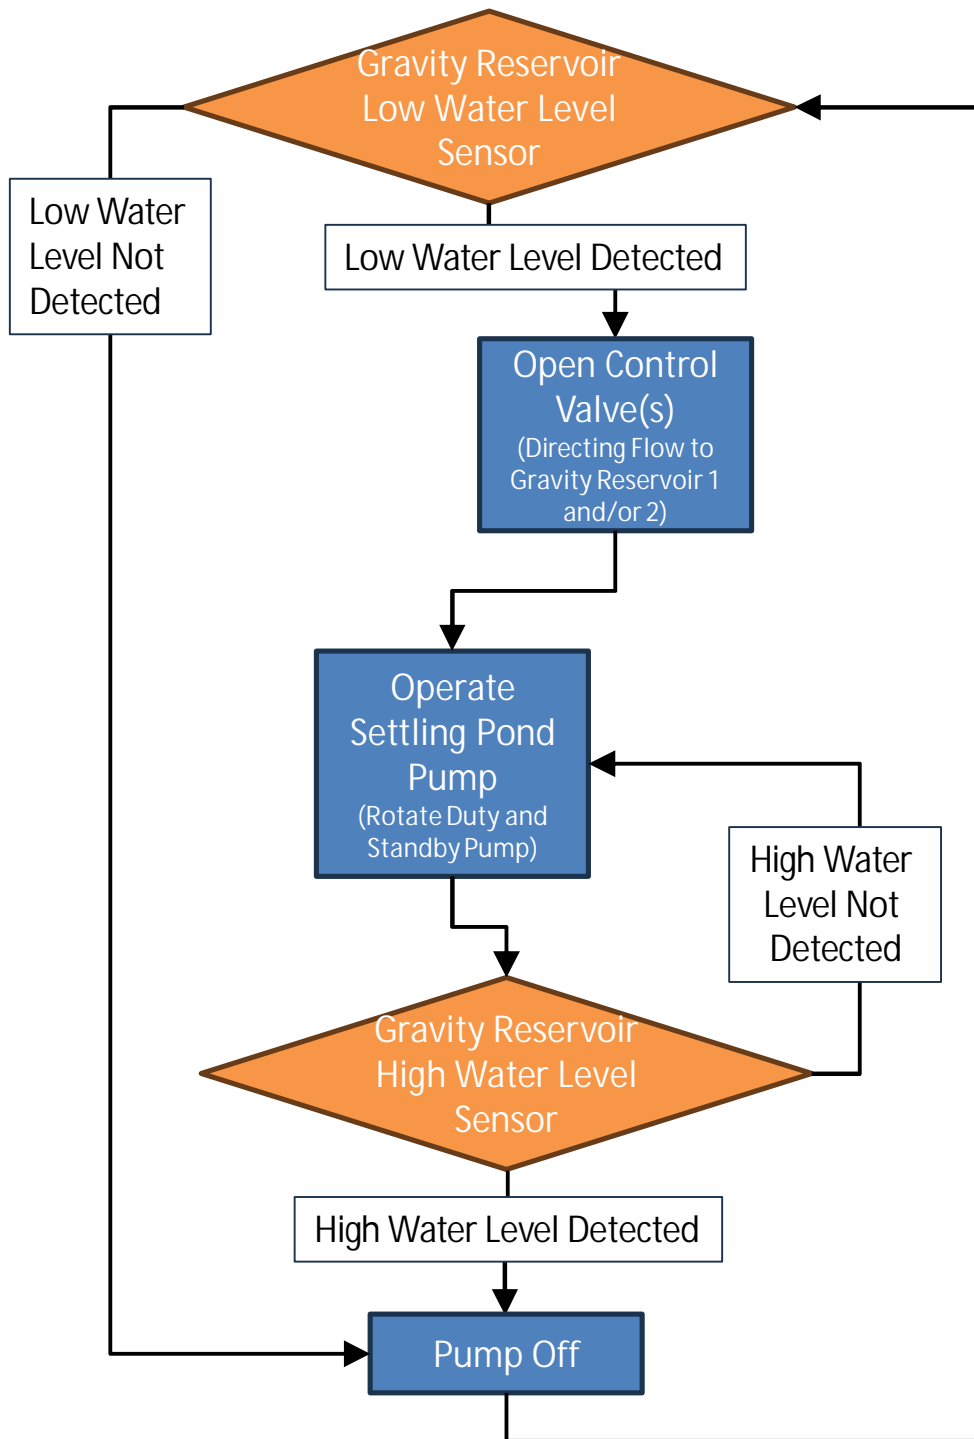 Gravity Reservoir
Low Water Level
Sensor
Low Water
Level Not
Detected
Low Water Level Detected
Open Control
Valve(s)
(Directing Flow to
Gravity Reservoir 1
and/or 2)
Operate
Settling Pond
Pump
(Rotate Duty and
Standby Pump)
High Water
Level Not
Detected
Gravity Reservoir
High Water Level
Sensor
High Water Level Detected
Pump Off